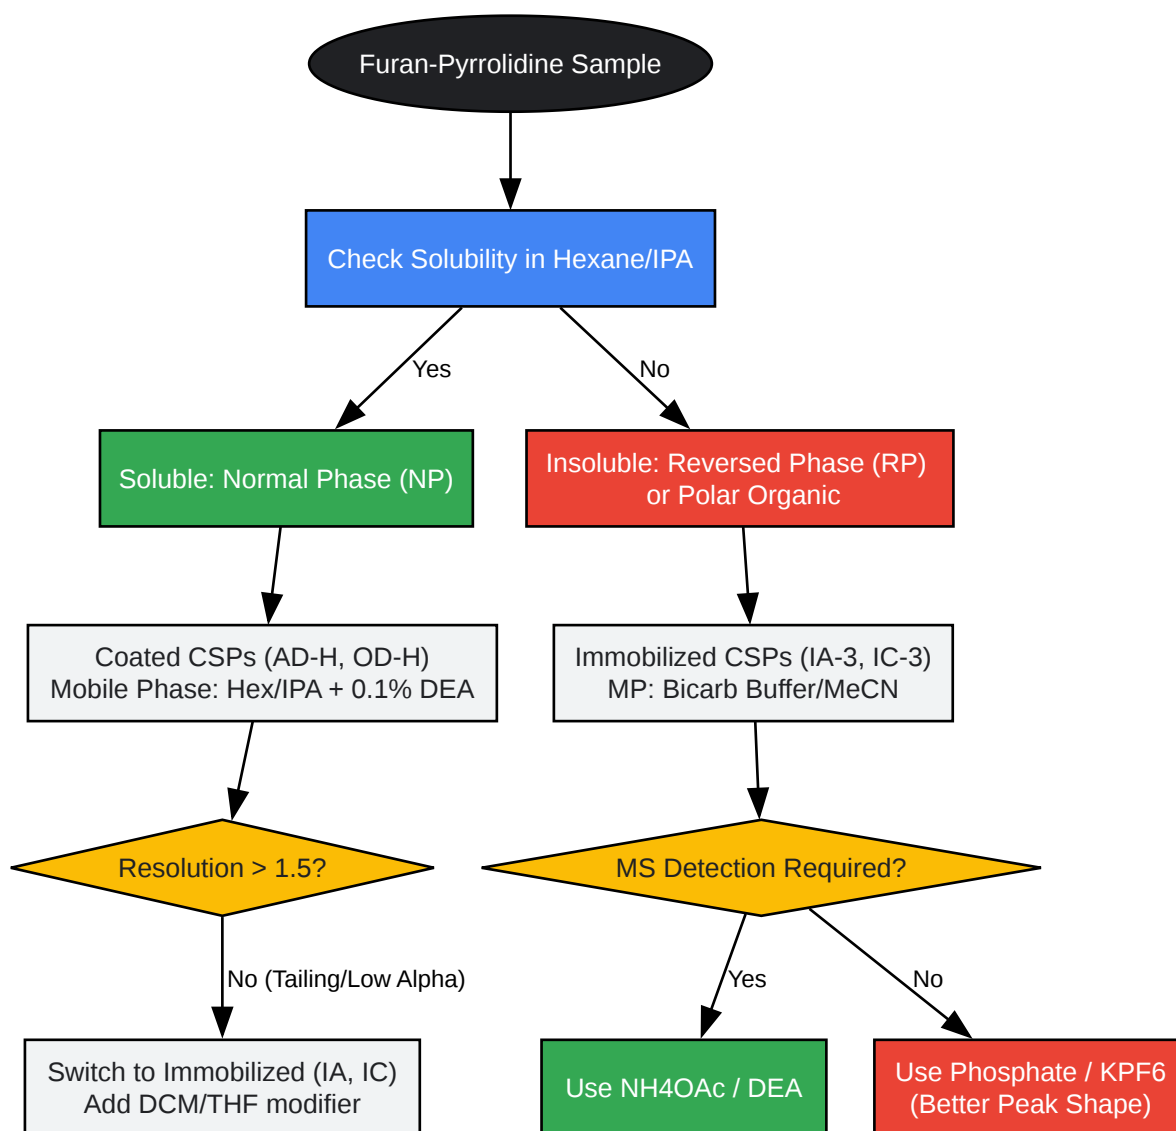 Furan-Pyrrolidine Sample
Check Solubility in Hexane/IPA
Yes
No
Soluble: Normal Phase (NP)
Insoluble: Reversed Phase (RP)
or Polar Organic
Coated CSPs (AD-H, OD-H)
Mobile Phase: Hex/IPA + 0.1% DEA
Immobilized CSPs (IA-3, IC-3)
MP: Bicarb Buffer/MeCN
Resolution > 1.5?
MS Detection Required?
No (Tailing/Low Alpha)
Yes
No
Switch to Immobilized (IA, IC)
Add DCM/THF modifier
Use NH4OAc / DEA
Use Phosphate / KPF6
(Better Peak Shape)